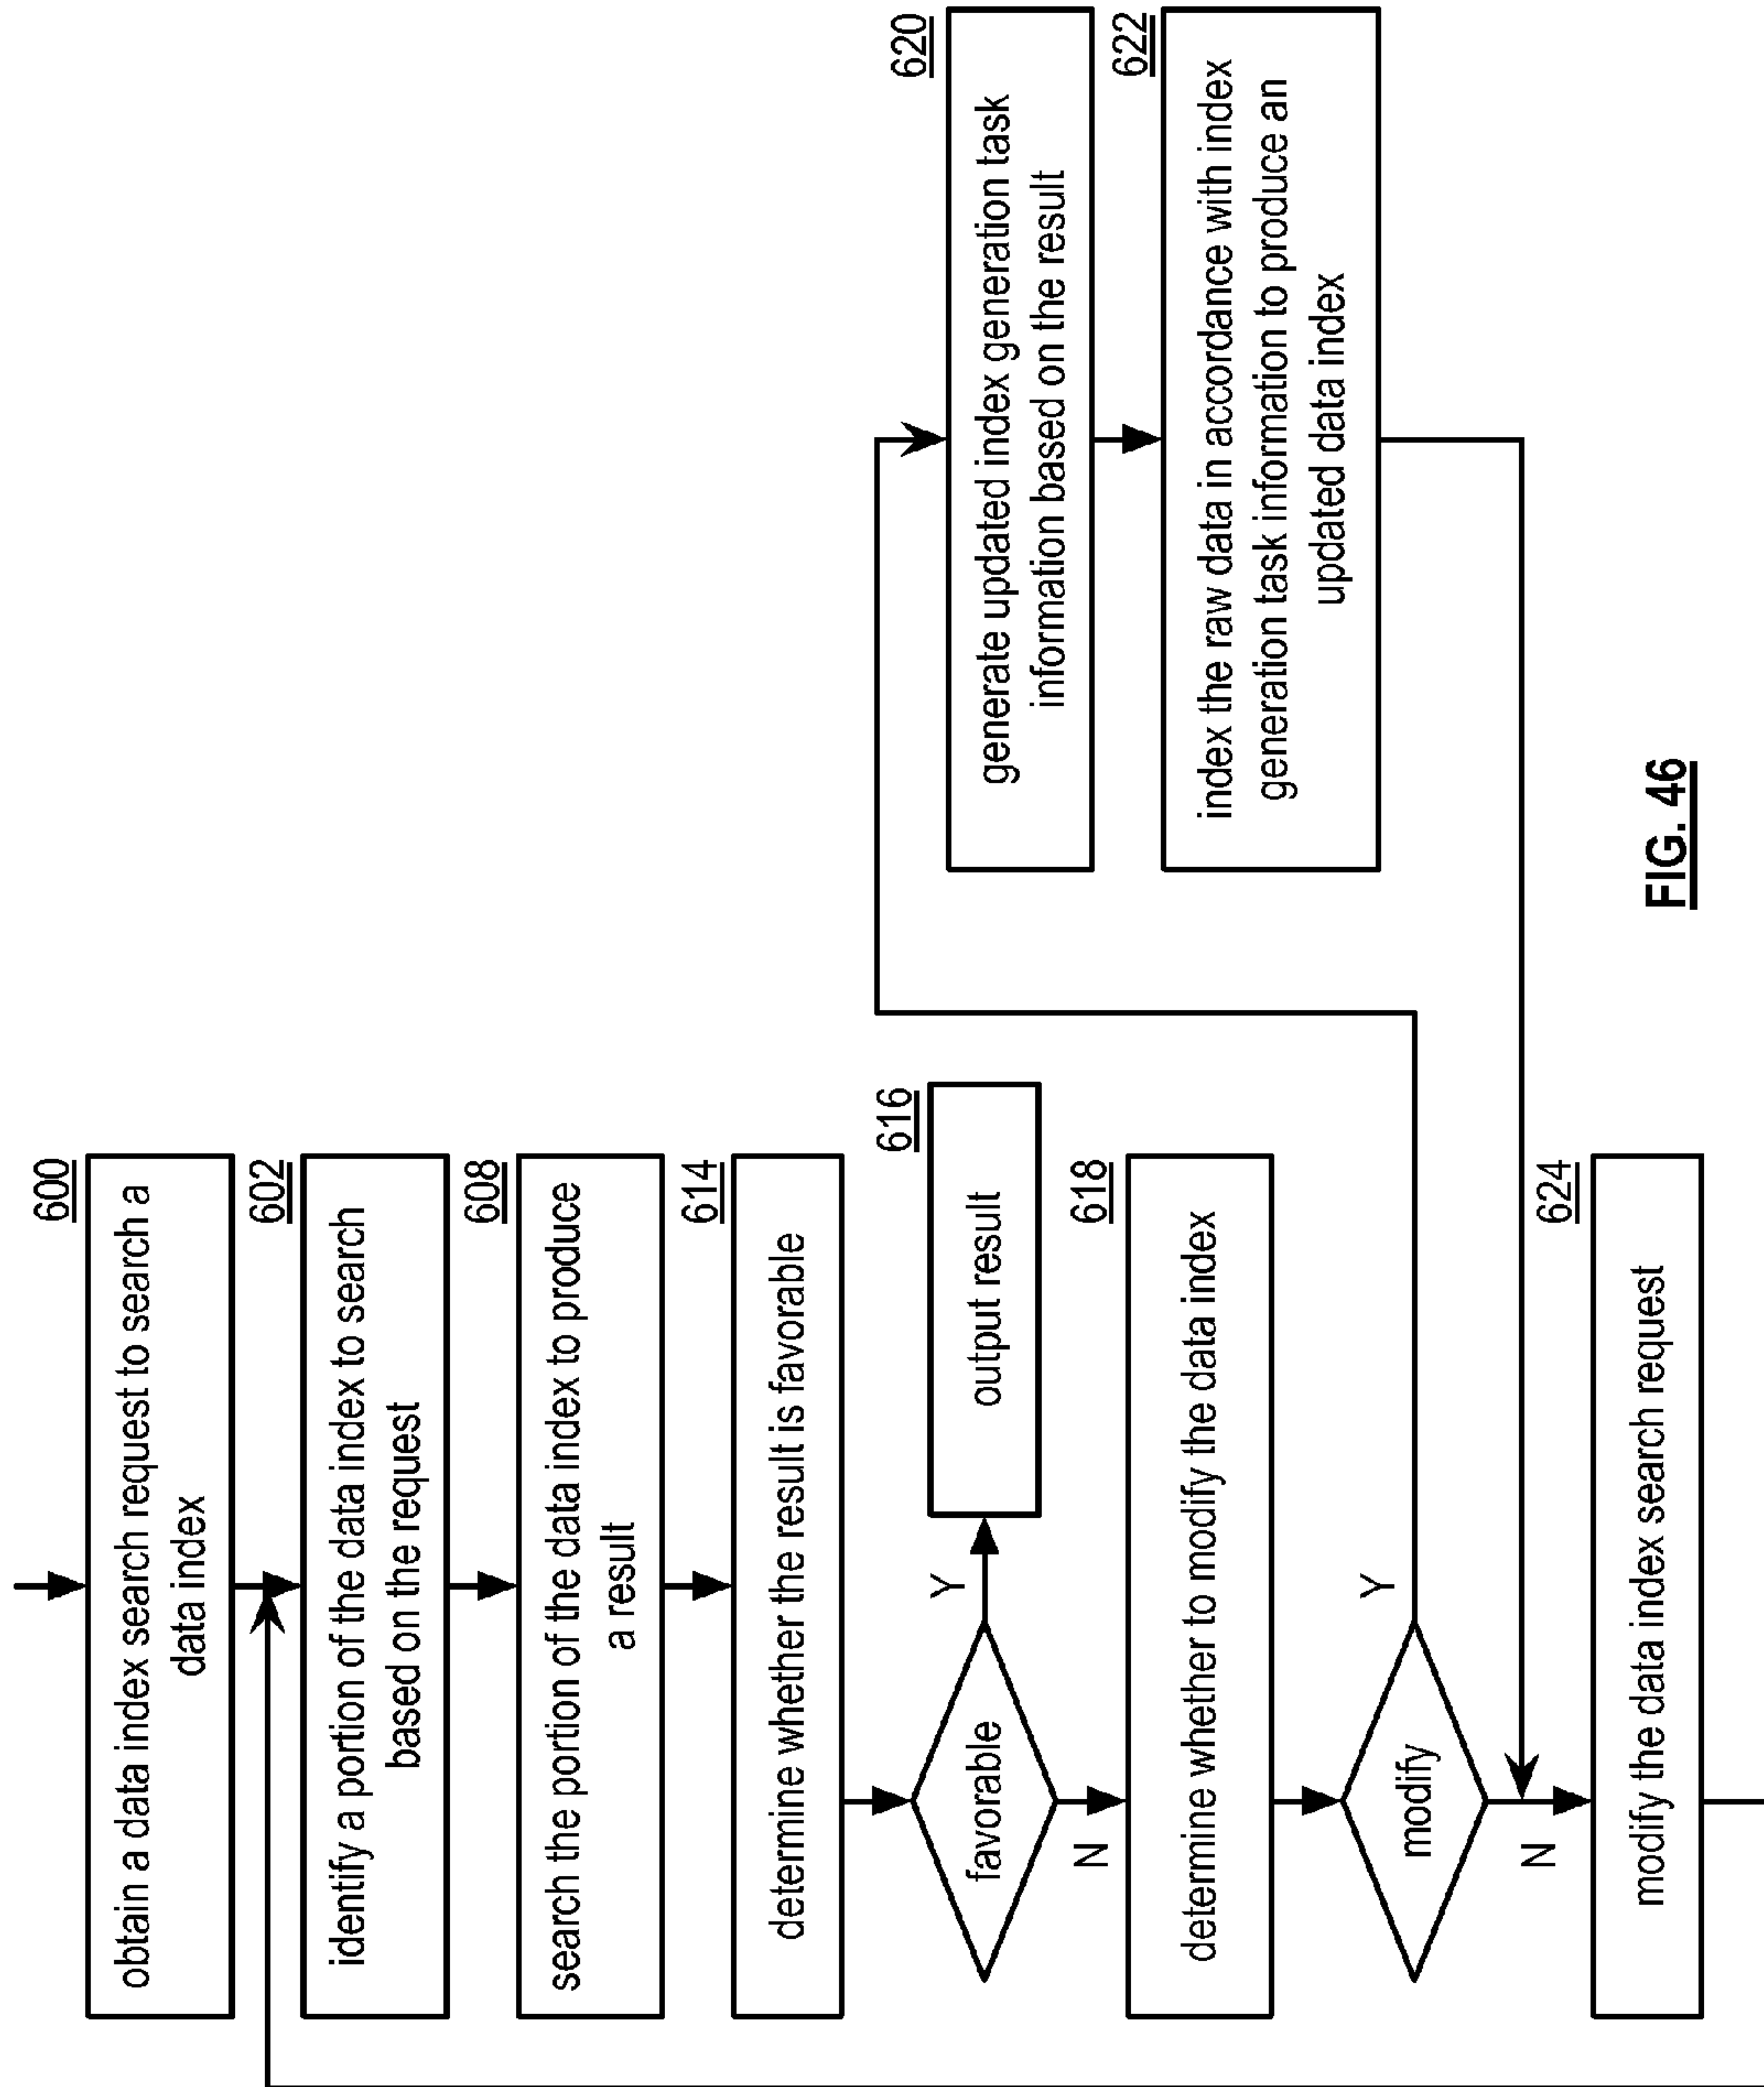 600
obtain a data index search request to search a
data index
602
identify a portion of the data index to search
based on the request
608
search the portion of the data index to produce
a result
614
determine whether the result is favorable
favorable
Y
N
616
output result
618
determine whether to modify the data index
modify
Y
N
620
generate updated index generation task
information based on the result
622
index the raw data in accordance with index
generation task information to produce an
updated data index
624
modify the data index search request
FIG. 46